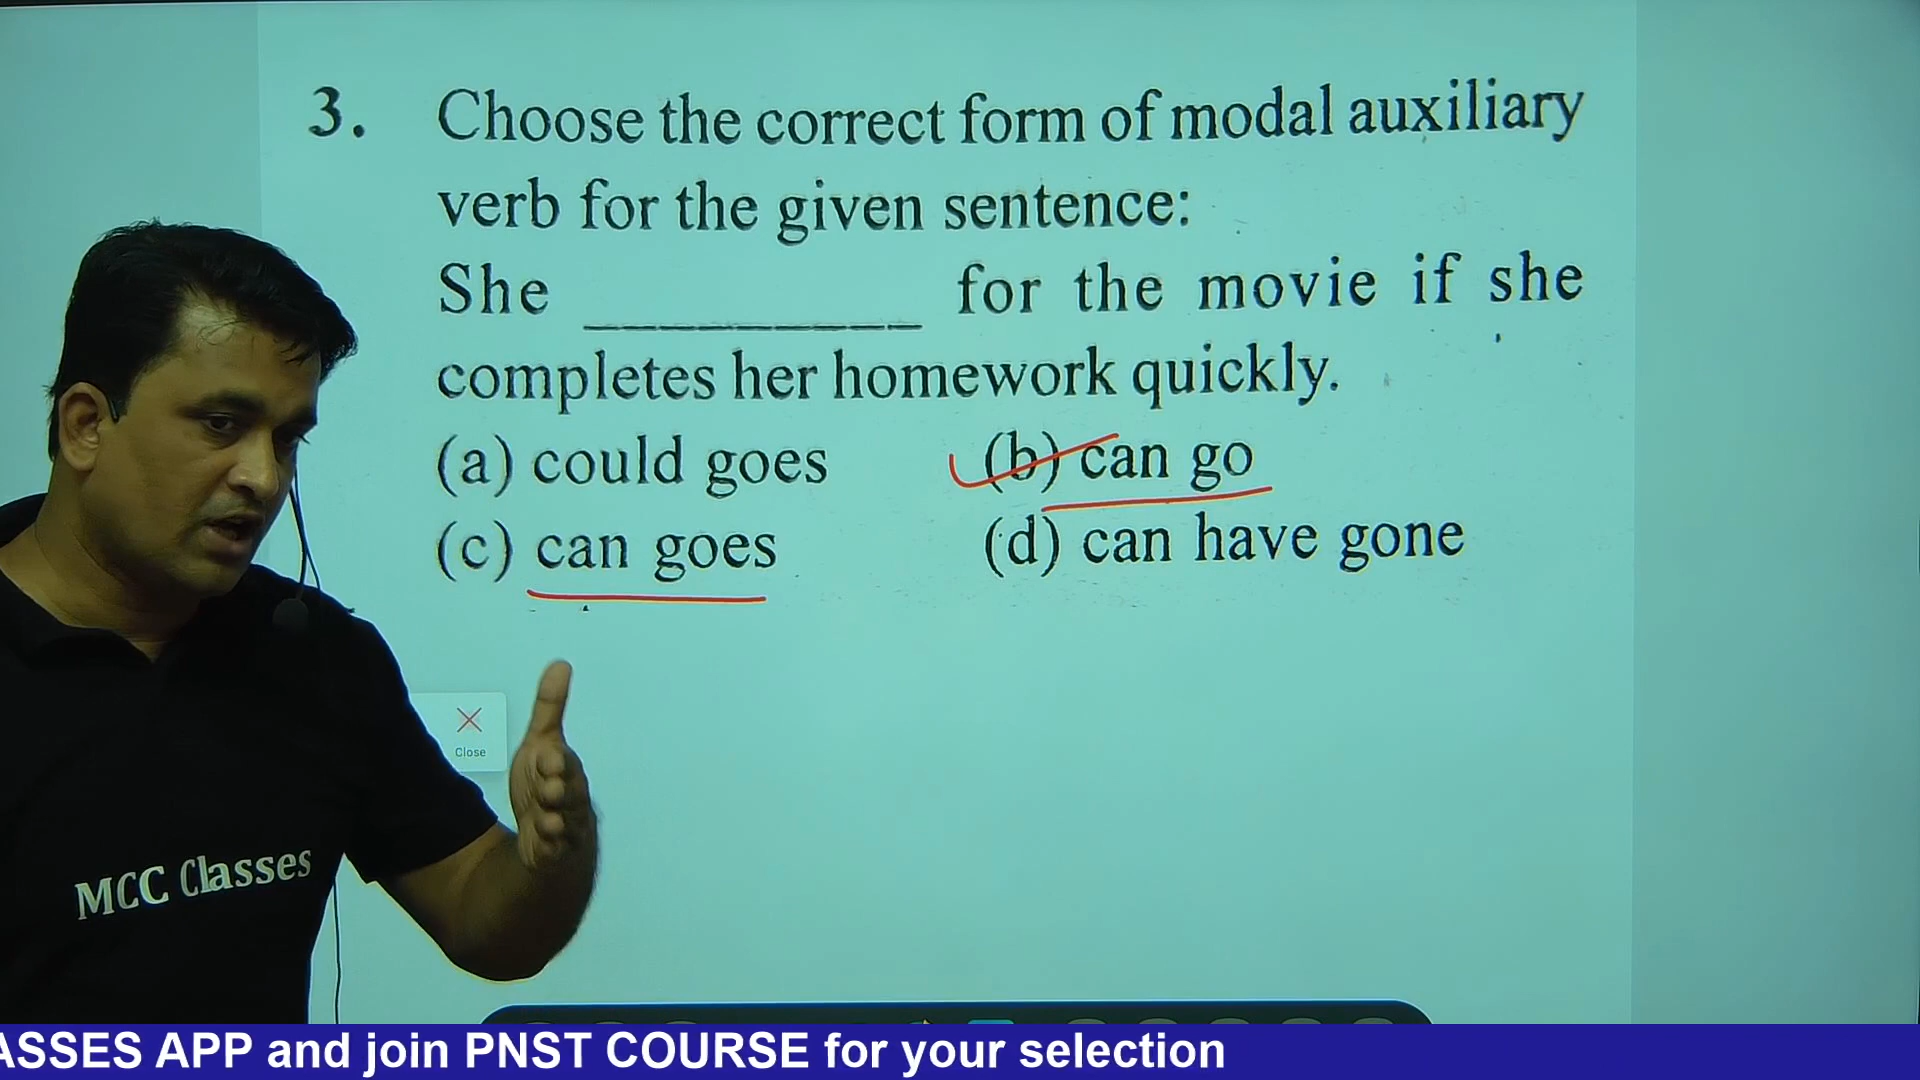 3. Choose the correct form of modal auxiliary
verb for the given sentence:
She __________ for the movie if she
completes her homework quickly.
(a) could goes (b) can go
(c) can goes (d) can have gone
Close
MCC Classes
ASSES APP and join PNST COURSE for your selection